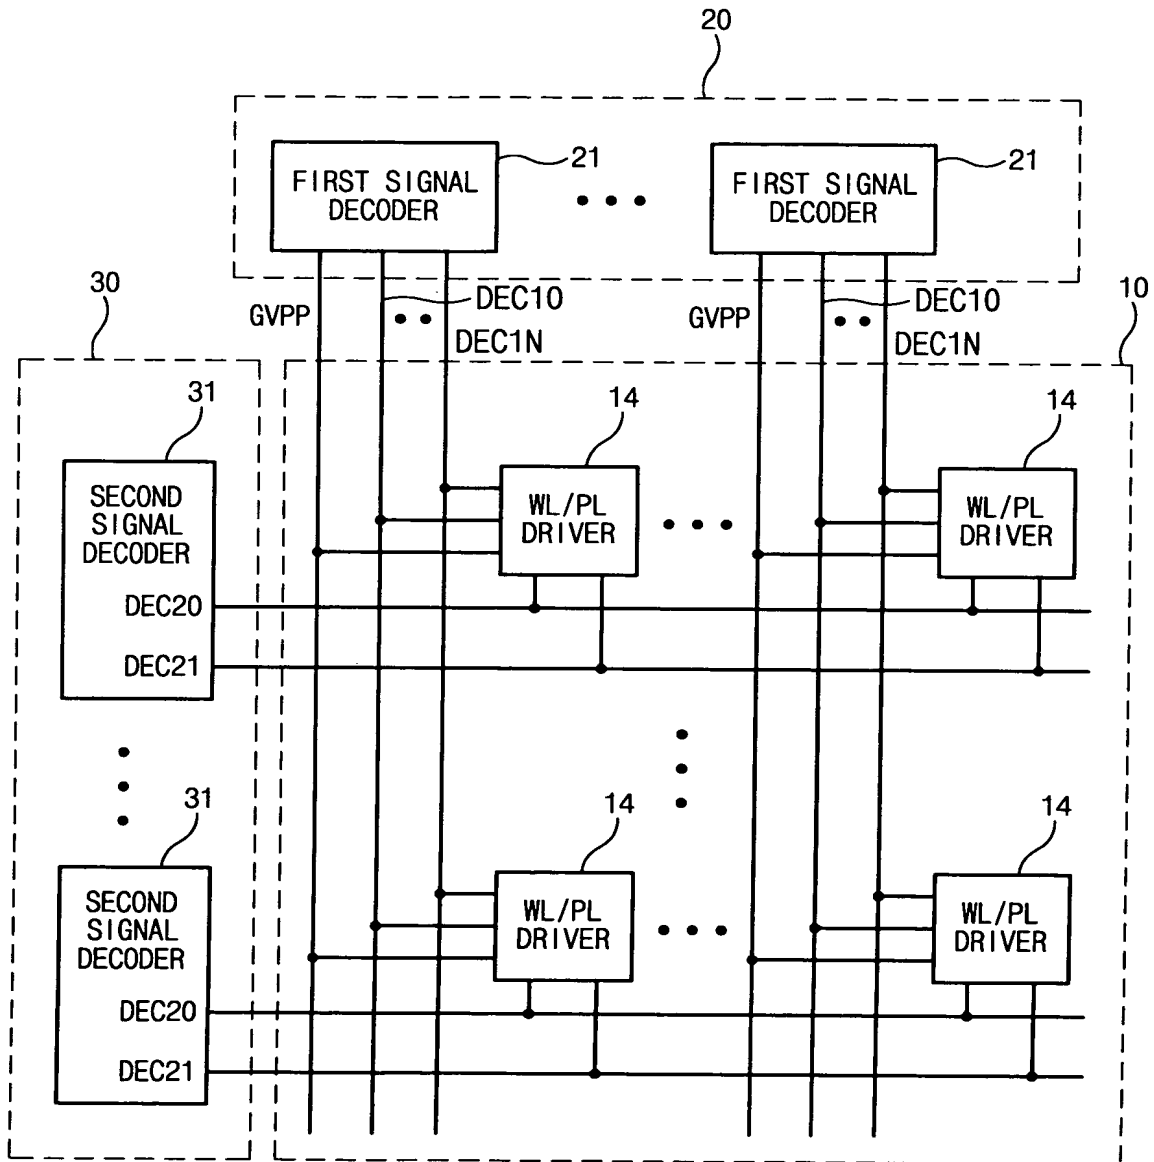 20
FIRST SIGNAL
DECODER
21
FIRST SIGNAL
DECODER
21
30
GVPP
DEC10
DEC1N
GVPP
DEC10
DEC1N
10
31
SECOND
SIGNAL
DECODER
DEC20
DEC21
14
WL/PL
DRIVER
14
WL/PL
DRIVER
31
SECOND
SIGNAL
DECODER
DEC20
DEC21
14
WL/PL
DRIVER
14
WL/PL
DRIVER